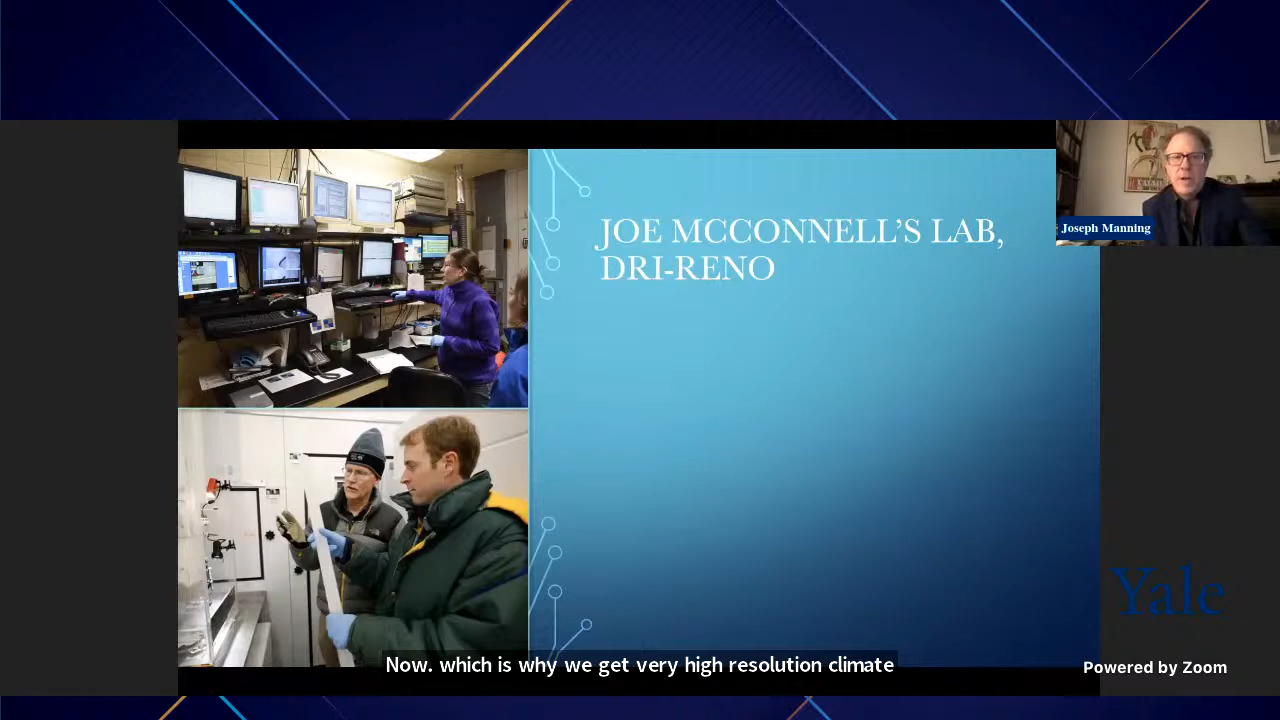 JOE MCCONNELL'S LAB,
DRI-RENO
Joseph Manning
Yale
Now. which is why we get very high resolution climate
Powered by Zoom